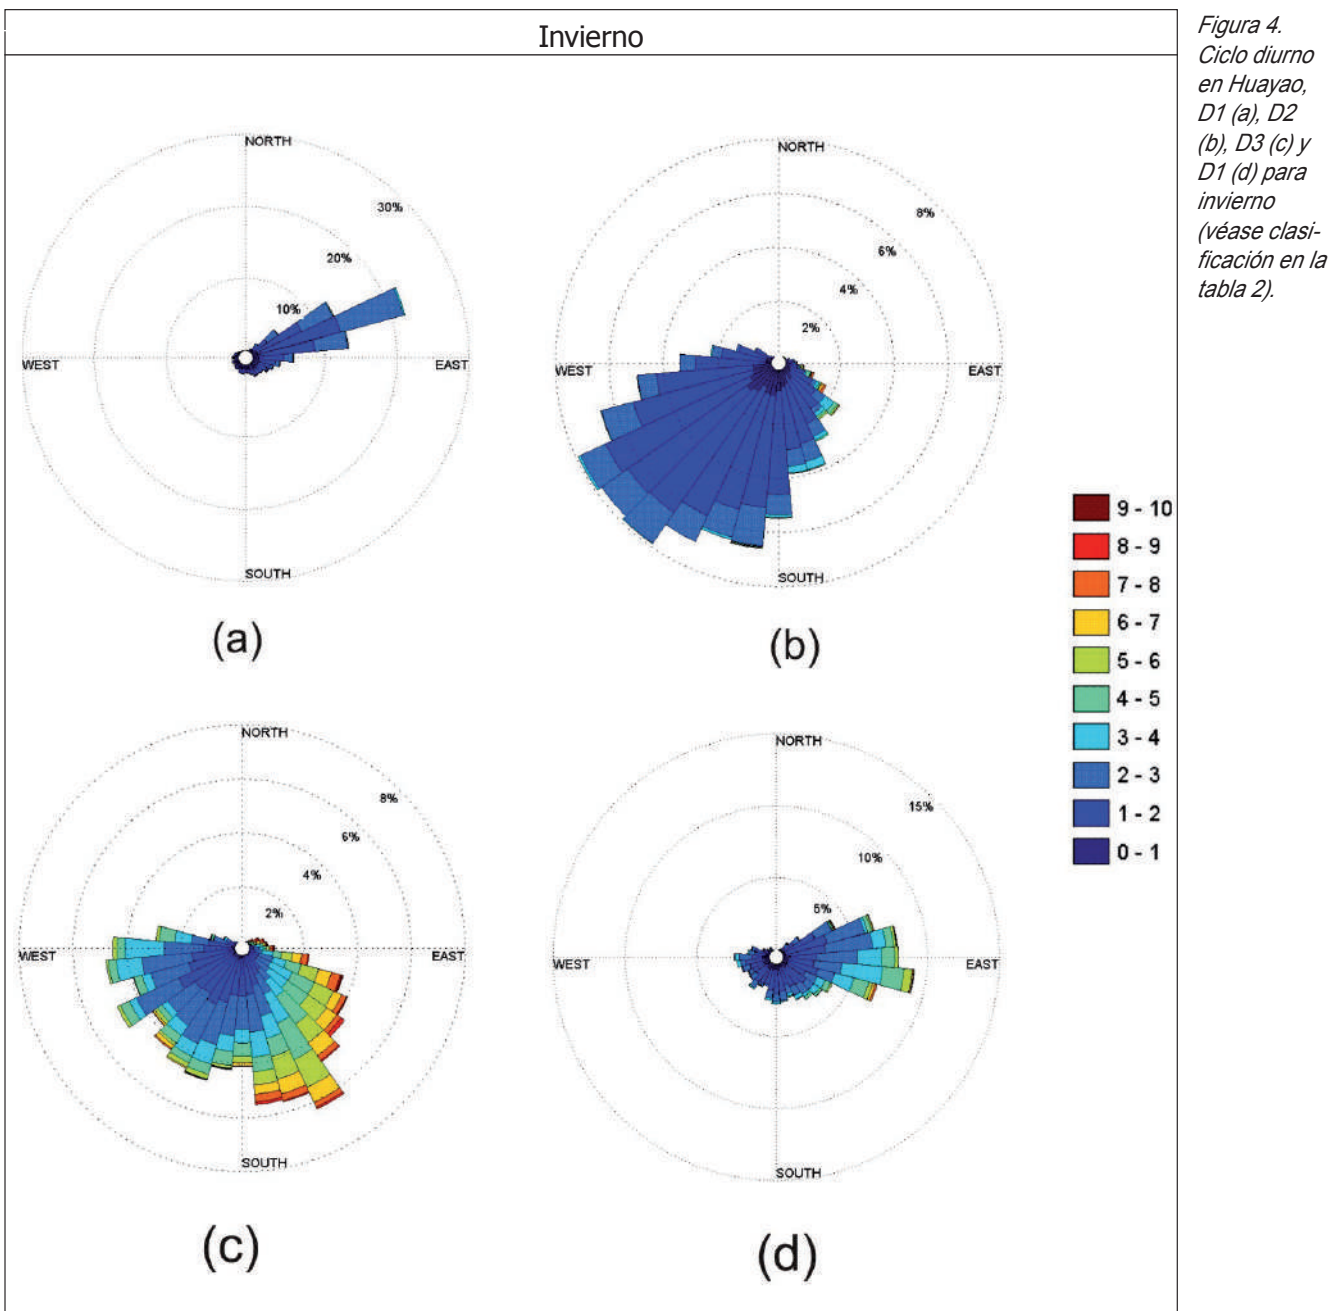 Invierno
Figura 4.
Ciclo diurno
en Huayao,
D1 (a), D2
(b), D3 (c) y
D1 (d) para
invierno
(véase clasi-
ficación en la
tabla 2).
NORTH
30%
20%
10%
WEST
EAST
SOUTH
(a)
NORTH
8%
6%
4%
2%
WEST
EAST
SOUTH
(b)
9 - 10
8 - 9
7 - 8
6 - 7
5 - 6
4 - 5
3 - 4
2 - 3
1 - 2
0 - 1
NORTH
8%
6%
4%
2%
WEST
EAST
SOUTH
(c)
NORTH
15%
10%
5%
WEST
EAST
SOUTH
(d)